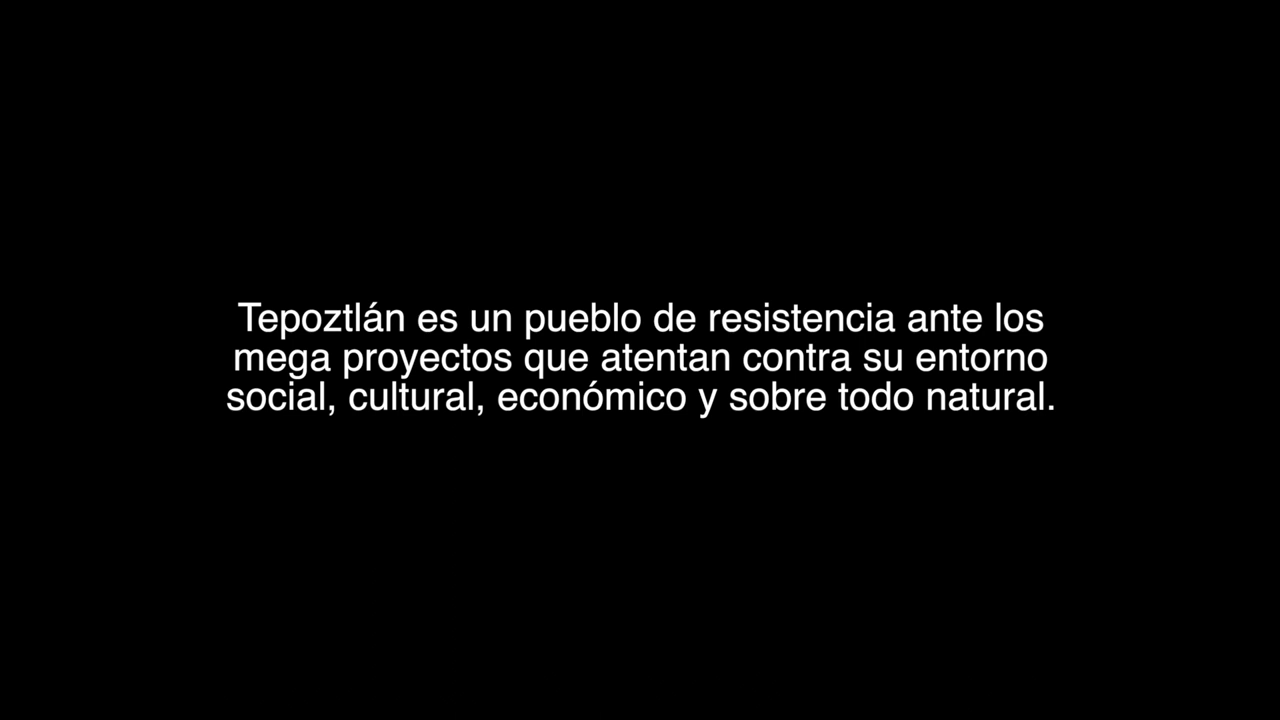 Tepoztlán es un pueblo de resistencia ante los
mega proyectos que atentan contra su entorno
social, cultural, económico y sobre todo natural.